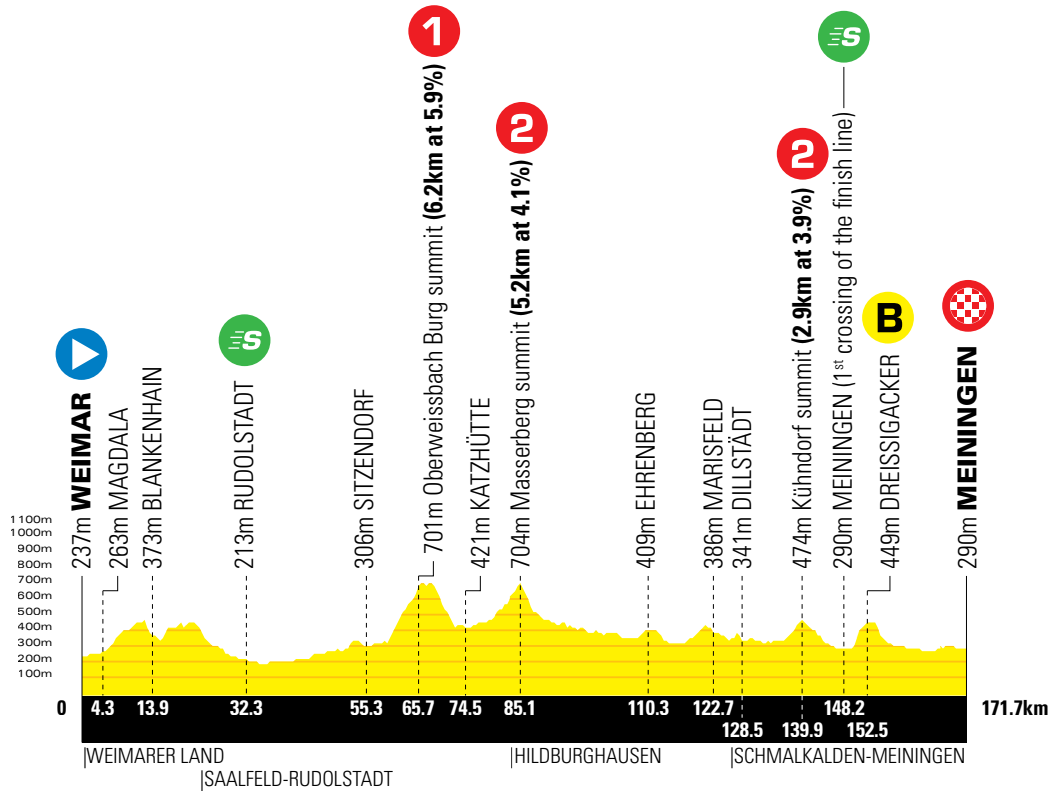 1
2
S
2
B
S
237m WEIMAR
263m MAGDALA
373m BLANKENHAIN
213m RUDOLSTADT
306m SITZENDORF
701m Oberweissbach Burg summit (6.2km at 5.9%)
421m KATZHÜTTE
704m Masserberg summit (5.2km at 4.1%)
409m EHRENBERG
386m MARISFELD
341m DILLSTÄDT
474m Kühndorf summit (2.9km at 3.9%)
290m MEININGEN (1st crossing of the finish line)
449m DREISSIGACKER
290m MEININGEN
1100m
1000m
900m
800m
700m
600m
500m
400m
300m
200m
100m
0 4.3 13.9 32.3 55.3 65.7 74.5 85.1 110.3 122.7 148.2 171.7km
128.5 139.9 152.5
|WEIMARER LAND |HILDBURGHAUSEN |SCHMALKALDEN-MEININGEN
|SAALFELD-RUDOLSTADT